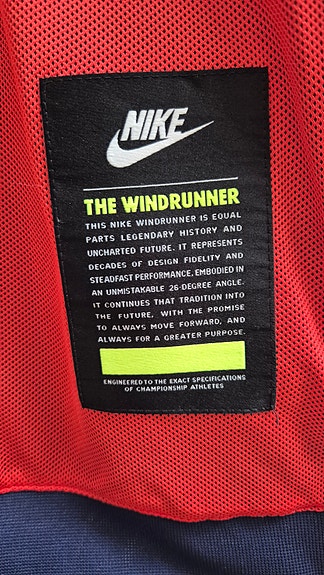 NIKE
THE WINDRUNNER
THIS NIKE WINDRUNNER IS EQUAL
PARTS LEGENDARY HISTORY AND
UNCHARTED FUTURE. IT REPRESENTS
DECADES OF DESIGN FIDELITY AND
STEADFAST PERFORMANCE. EMBODIED IN
AN UNMISTAKABLE 26-DEGREE ANGLE.
IT CONTINUES THAT TRADITION INTO
THE FUTURE, WITH THE PROMISE
TO ALWAYS MOVE FORWARD, AND
ALWAYS FOR A GREATER PURPOSE.
ENGINEERED TO THE EXACT SPECIFICATIONS
OF CHAMPIONSHIP ATHLETES